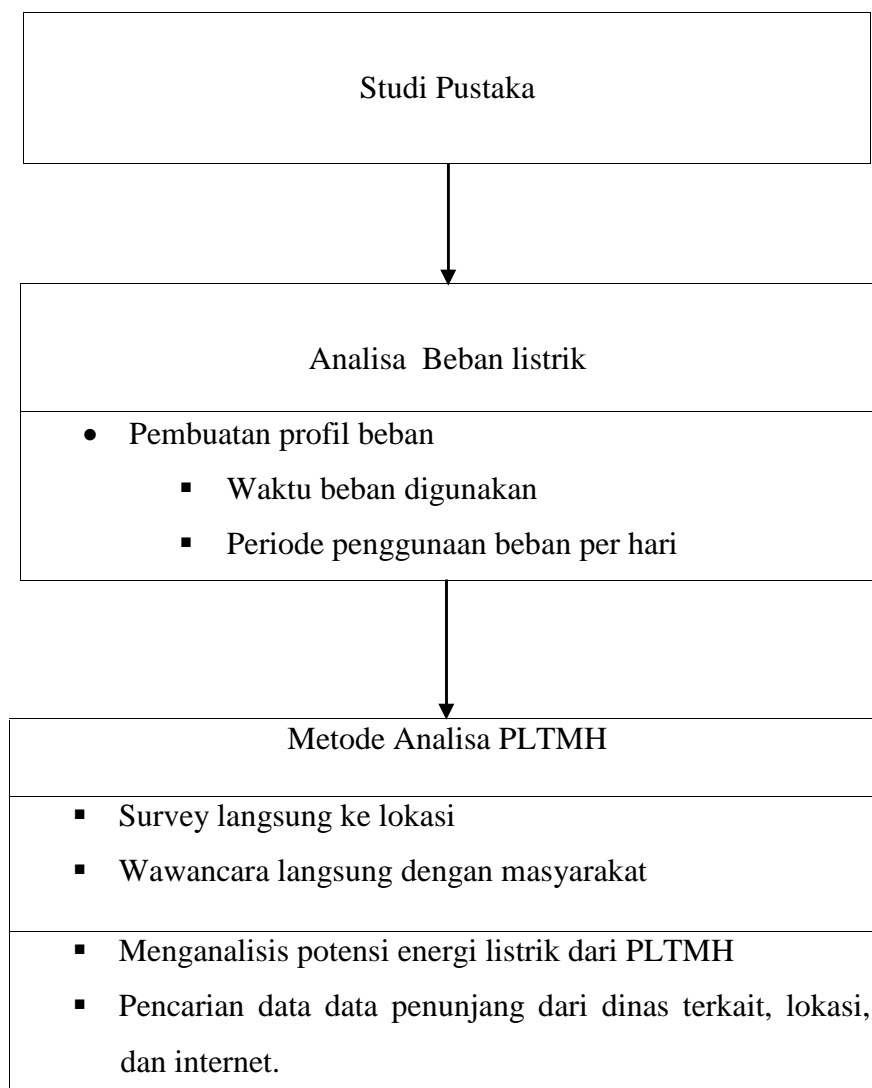 Studi Pustaka
Analisa Beban listrik
• Pembuatan profil beban
▪ Waktu beban digunakan
▪ Periode penggunaan beban per hari
Metode Analisa PLTMH
▪ Survey langsung ke lokasi
▪ Wawancara langsung dengan masyarakat
▪ Menganalisis potensi energi listrik dari PLTMH
▪ Pencarian data data penunjang dari dinas terkait, lokasi,
dan internet.